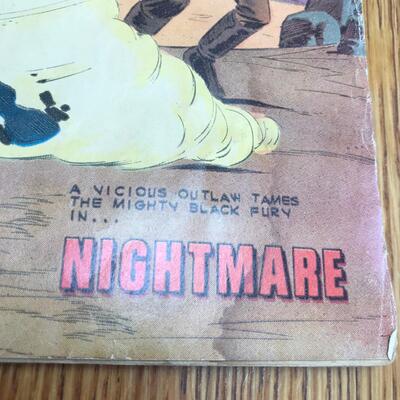 A VICIOUS OUTLAW TAMES
THE MIGHTY BLACK FURY
IN...
NIGHTMARE